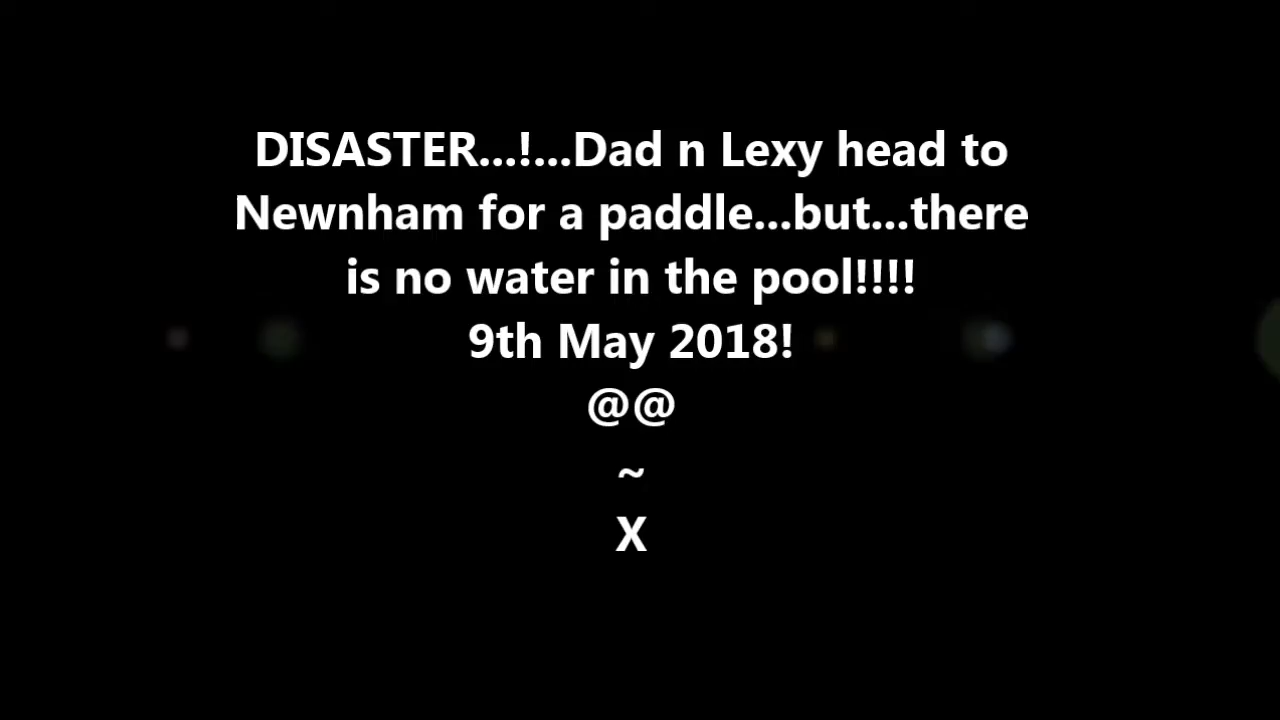 DISASTER...!...Dad n Lexy head to
Newnham for a paddle...but...there
is no water in the pool!!!!
9th May 2018!
@@
~
X